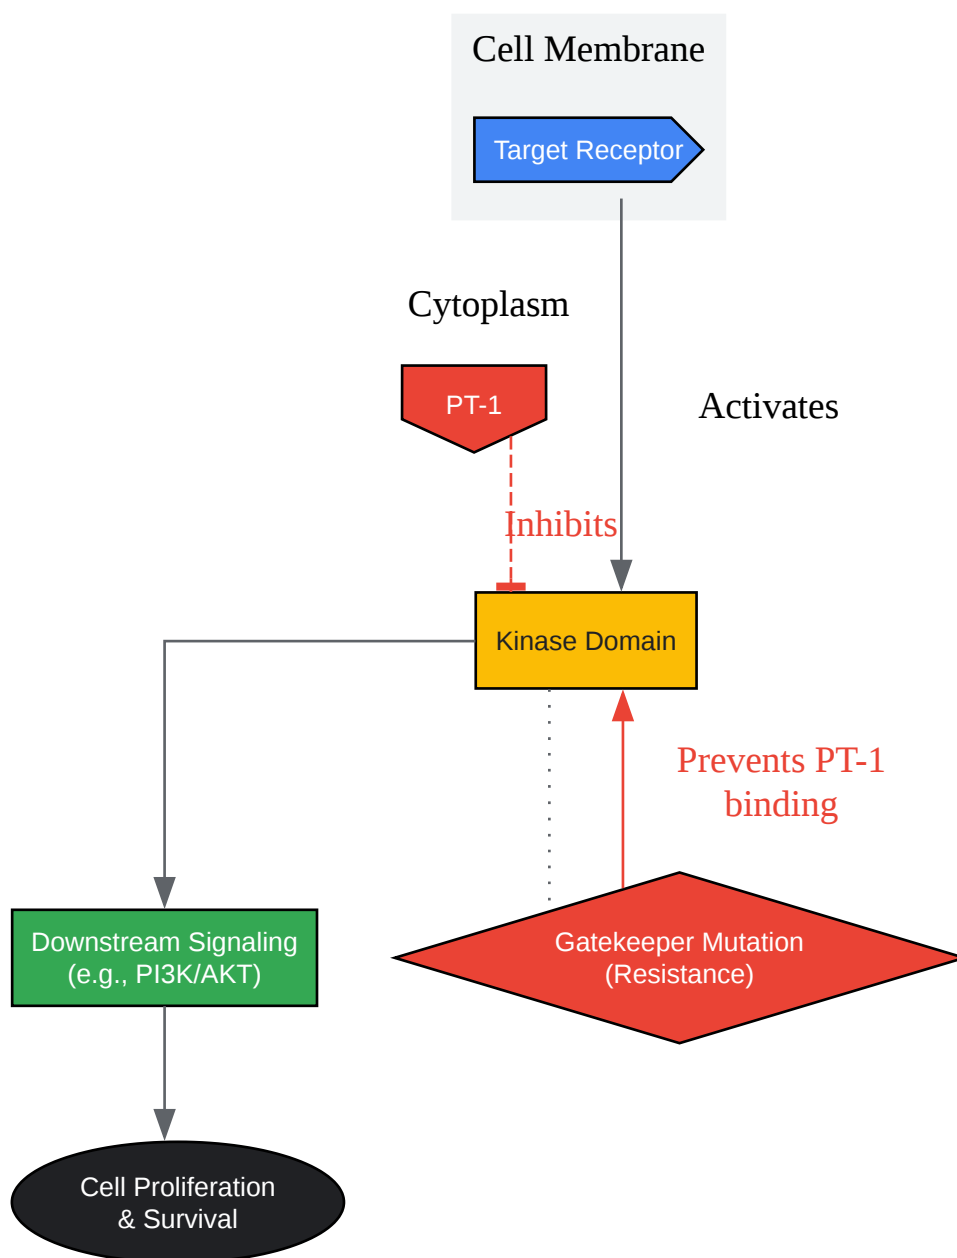 Cell Membrane
Target Receptor
Cytoplasm
PT-1
Activates
Inhibits
Kinase Domain
Prevents PT-1
binding
Downstream Signaling
(e.g., PI3K/AKT)
Gatekeeper Mutation
(Resistance)
Cell Proliferation
& Survival